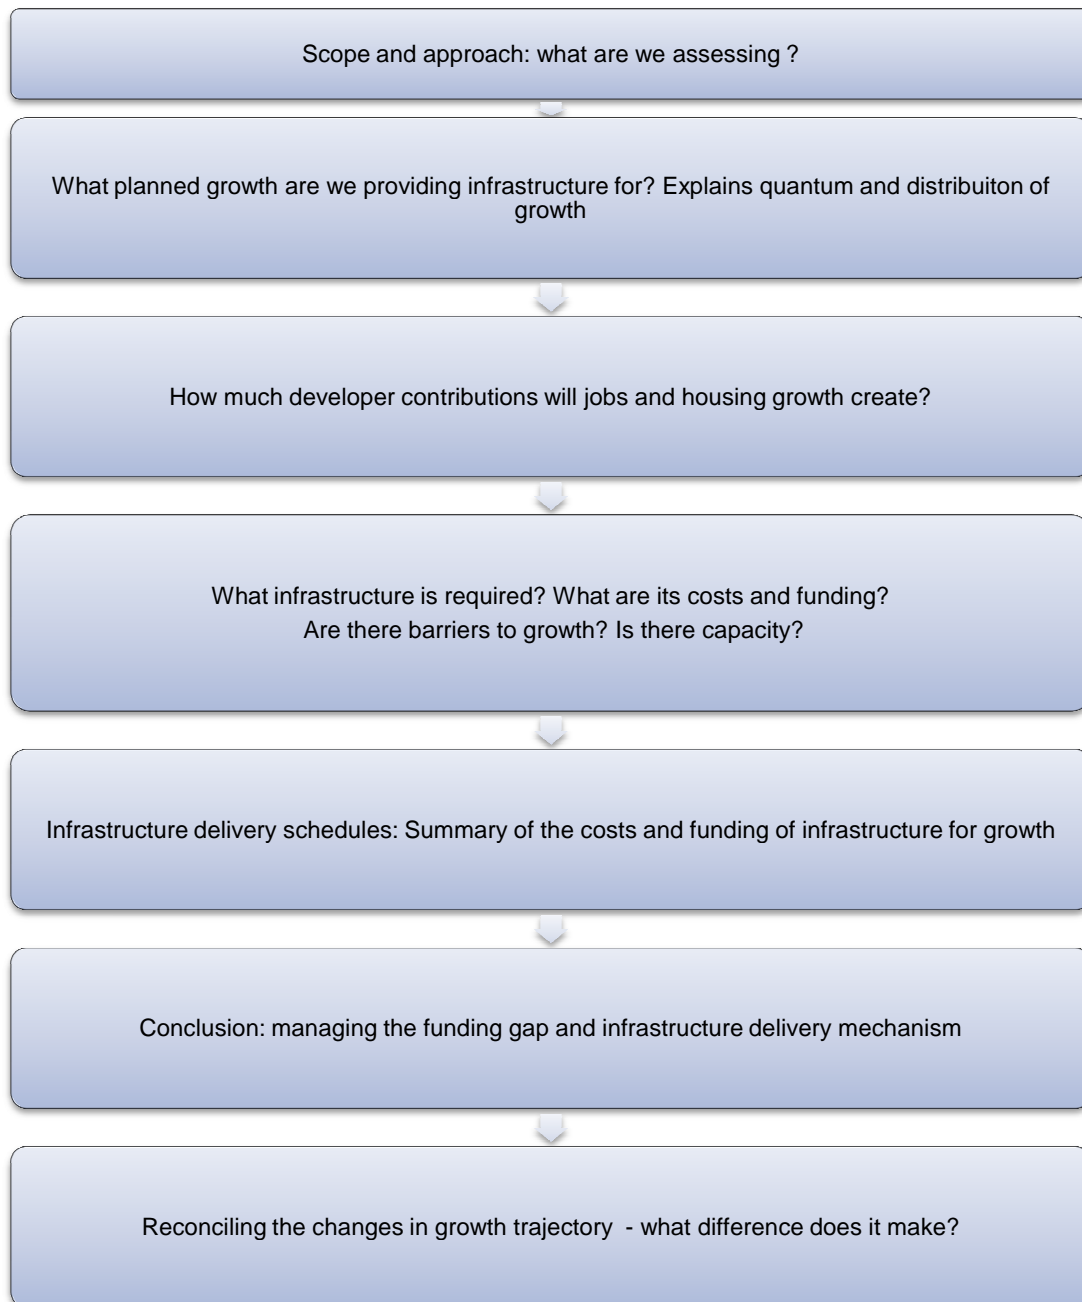 Scope and approach: what are we assessing ?
What planned growth are we providing infrastructure for? Explains quantum and distribuiton of
growth
How much developer contributions will jobs and housing growth create?
What infrastructure is required? What are its costs and funding?
Are there barriers to growth? Is there capacity?
Infrastructure delivery schedules: Summary of the costs and funding of infrastructure for growth
Conclusion: managing the funding gap and infrastructure delivery mechanism
Reconciling the changes in growth trajectory  - what difference does it make?